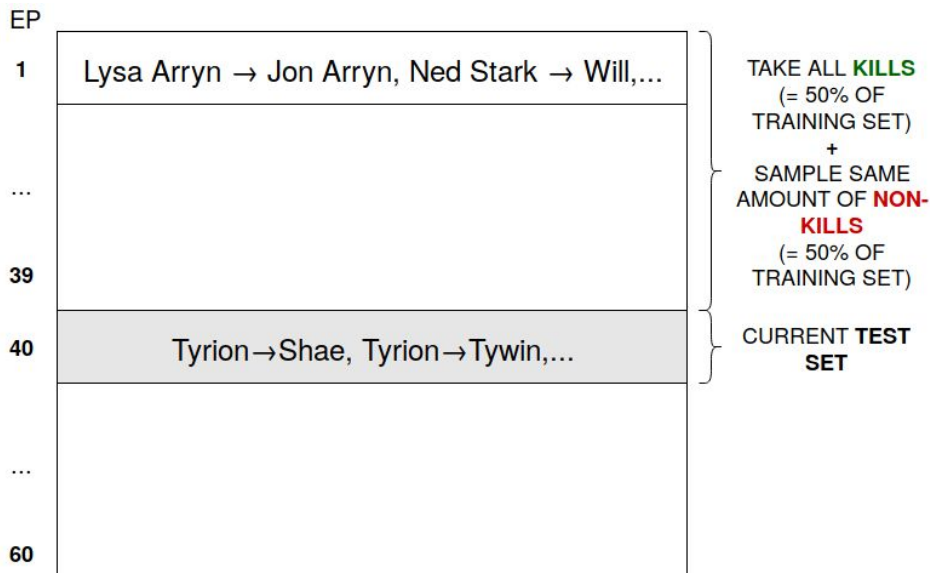 EP
1
Lysa Arryn → Jon Arryn, Ned Stark → Will,...
...
39
TAKE ALL KILLS
(= 50% OF
TRAINING SET)
+
SAMPLE SAME
AMOUNT OF NON-
KILLS
(= 50% OF
TRAINING SET)
40
Tyrion→Shae, Tyrion→Tywin,...
CURRENT TEST
SET
...
60